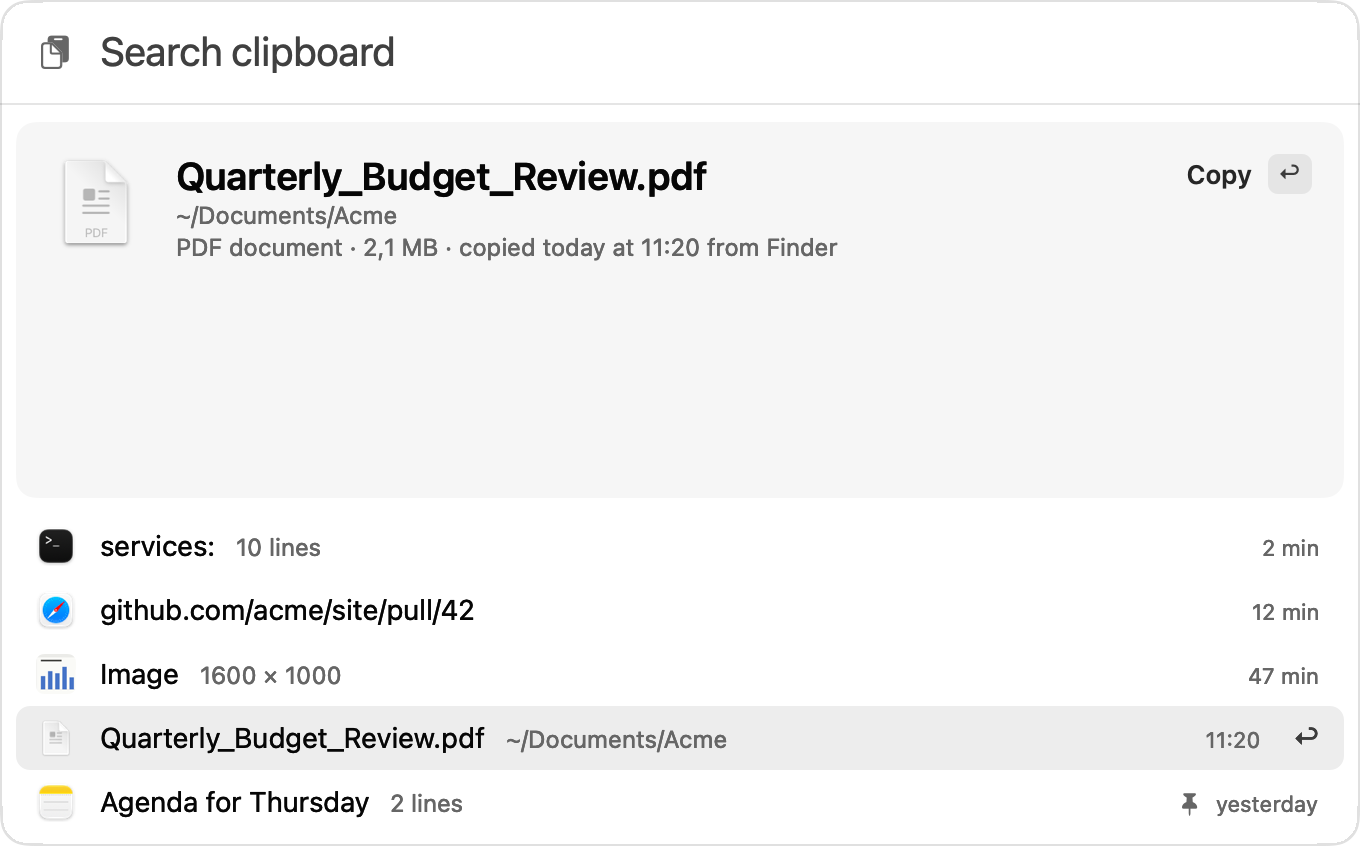 Search clipboard
Quarterly_Budget_Review.pdf
Copy
~/Documents/Acme
PDF document · 2,1 MB · copied today at 11:20 from Finder
PDF
services: 10 lines 2 min
github.com/acme/site/pull/42 12 min
Image 1600 × 1000 47 min
Quarterly_Budget_Review.pdf ~/Documents/Acme 11:20
Agenda for Thursday 2 lines yesterday